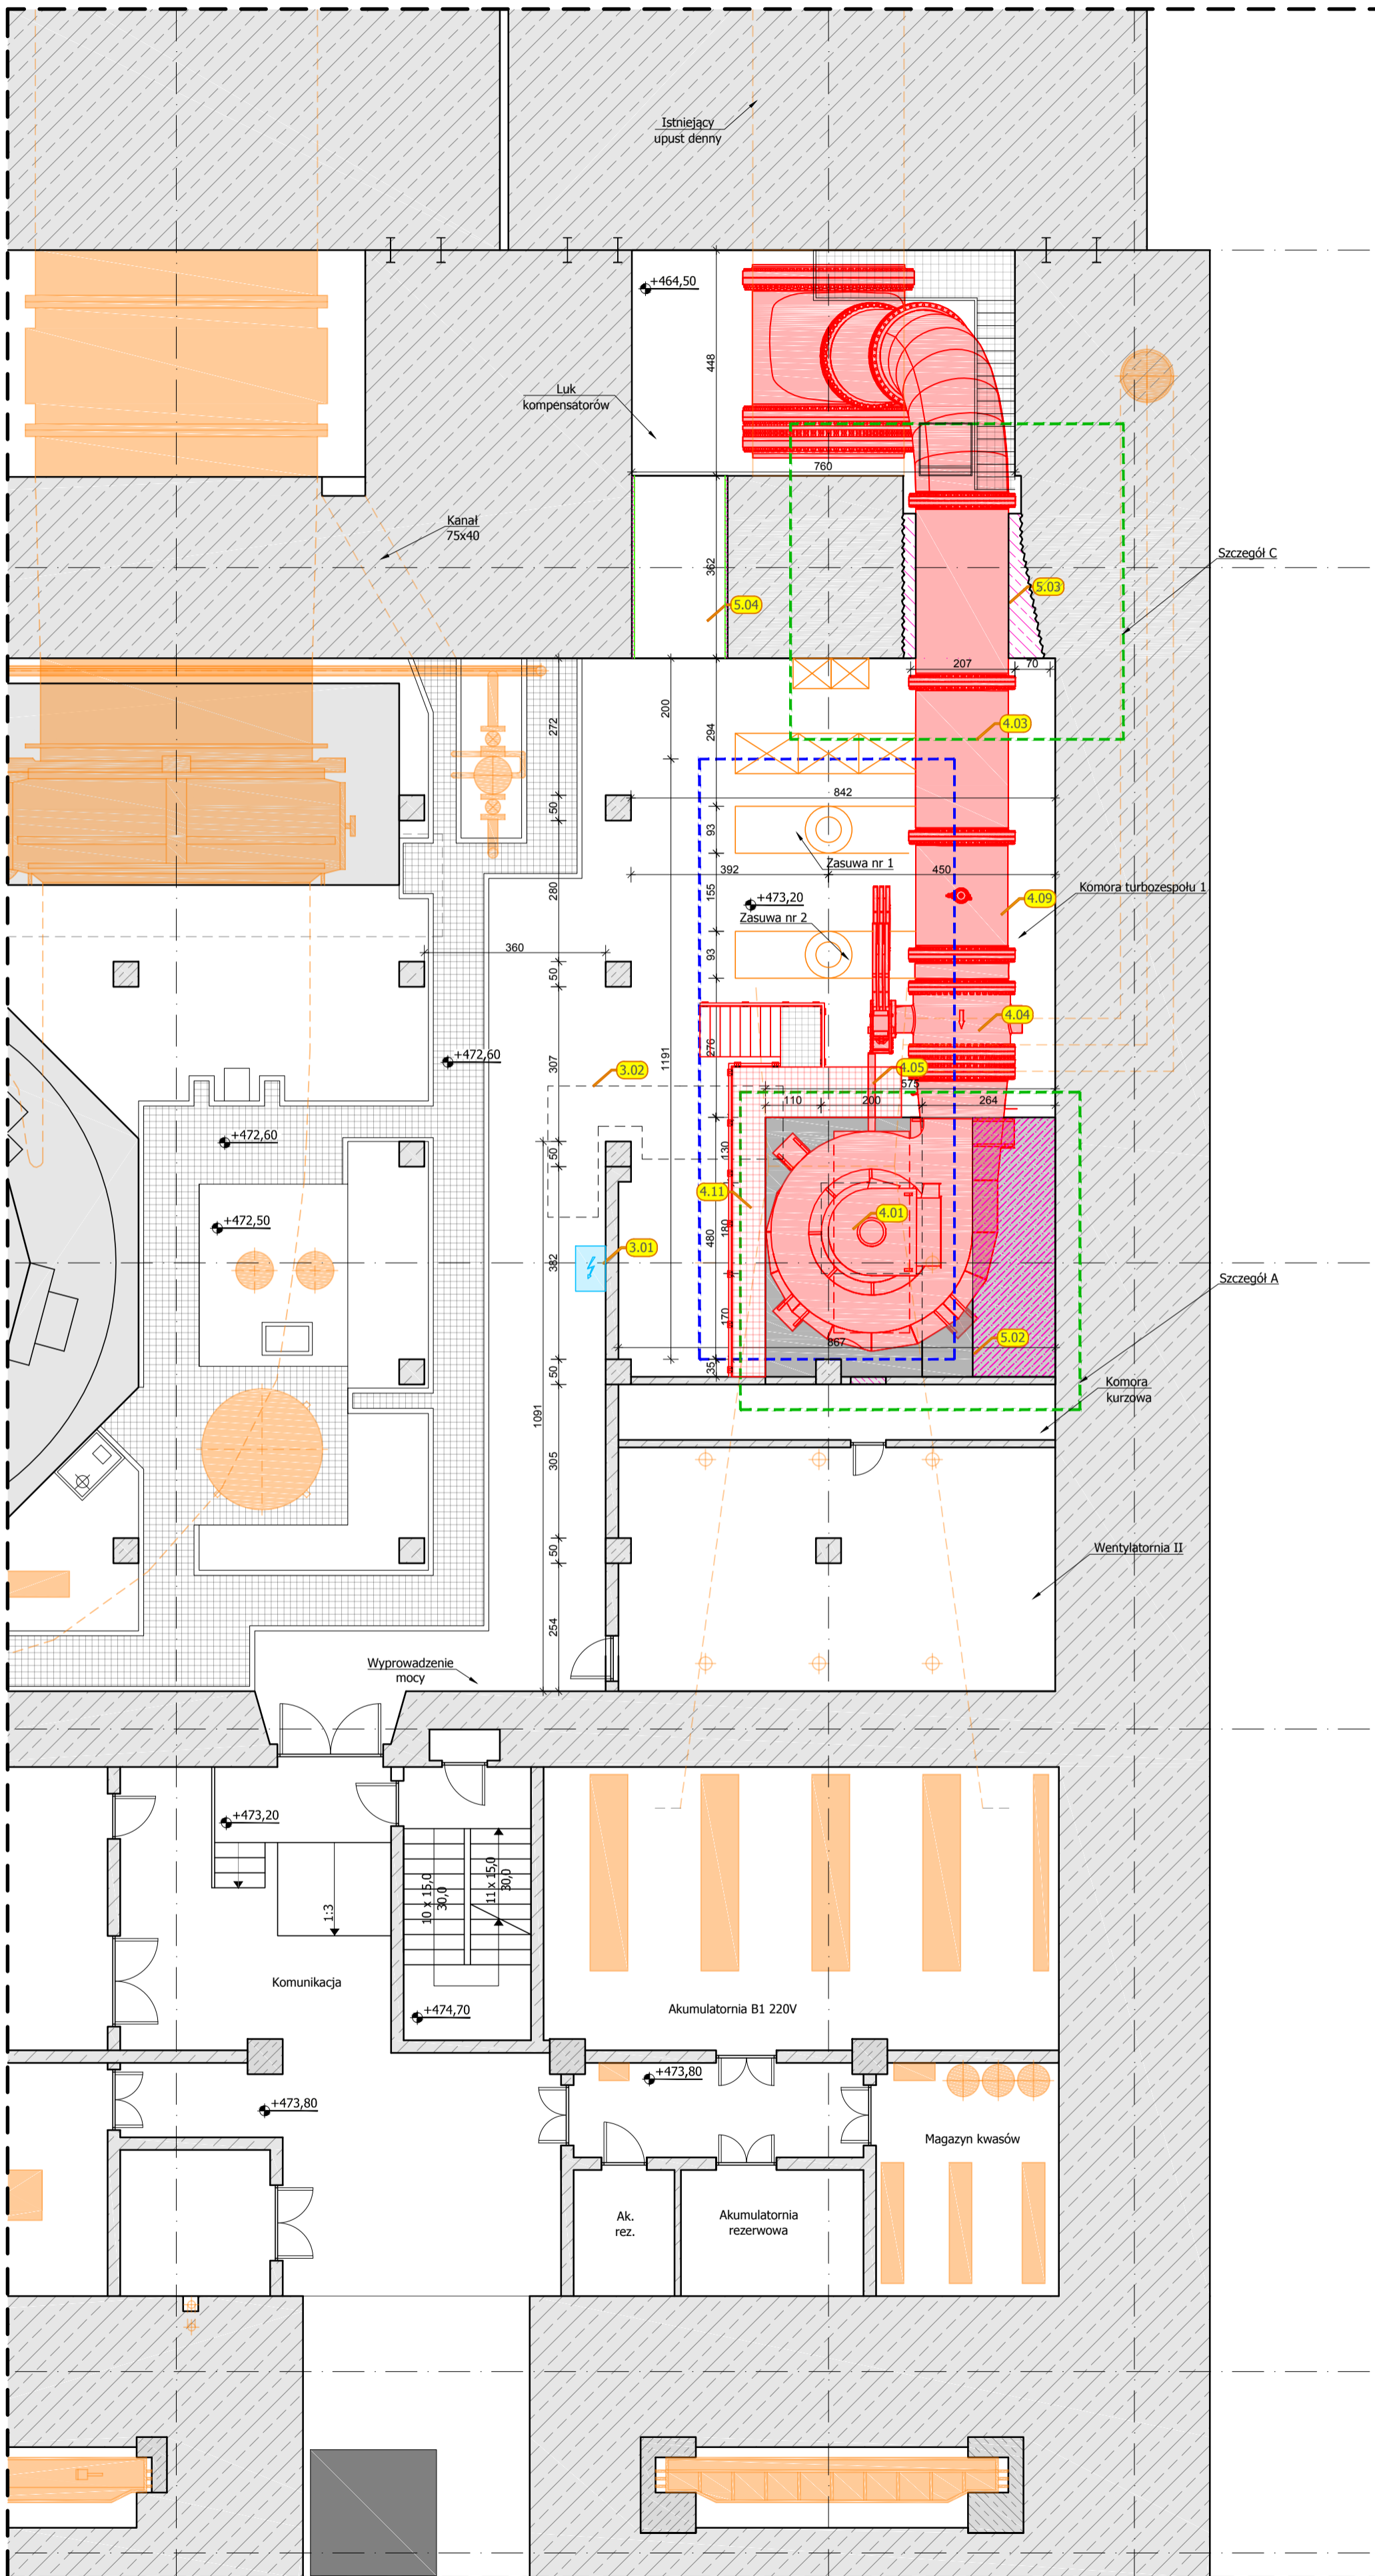 Istniejący
upust denny
+464,50
448
Luk
kompensatorów
760
Kanał
75x40
362
Szczegół C
5.03
5.04
207
70
272
200
294
4.03
50
842
93
Zasuwa nr 1
392
450
280
155
Komora turbozespołu 1
4.09
+473,20
Zasuwa nr 2
360
93
50
4.04
+472,60
307
1191
276
3.02
4.05
575
110
200
264
+472,60
50
130
4.11
4.01
+472,50
480
180
3.01
382
Szczegół A
170
5.02
867
50
35
Komora
kurzowa
1091
305
50
Wentylatornia II
254
Wyprowadzenie
mocy
+473,20
10 x 15,0
30,0
11 x 15,0
30,0
1:3
Komunikacja
+474,70
Akumulatornia B1 220V
+473,80
+473,80
Magazyn kwasów
Ak.
rez.
Akumulatornia
rezerwowa